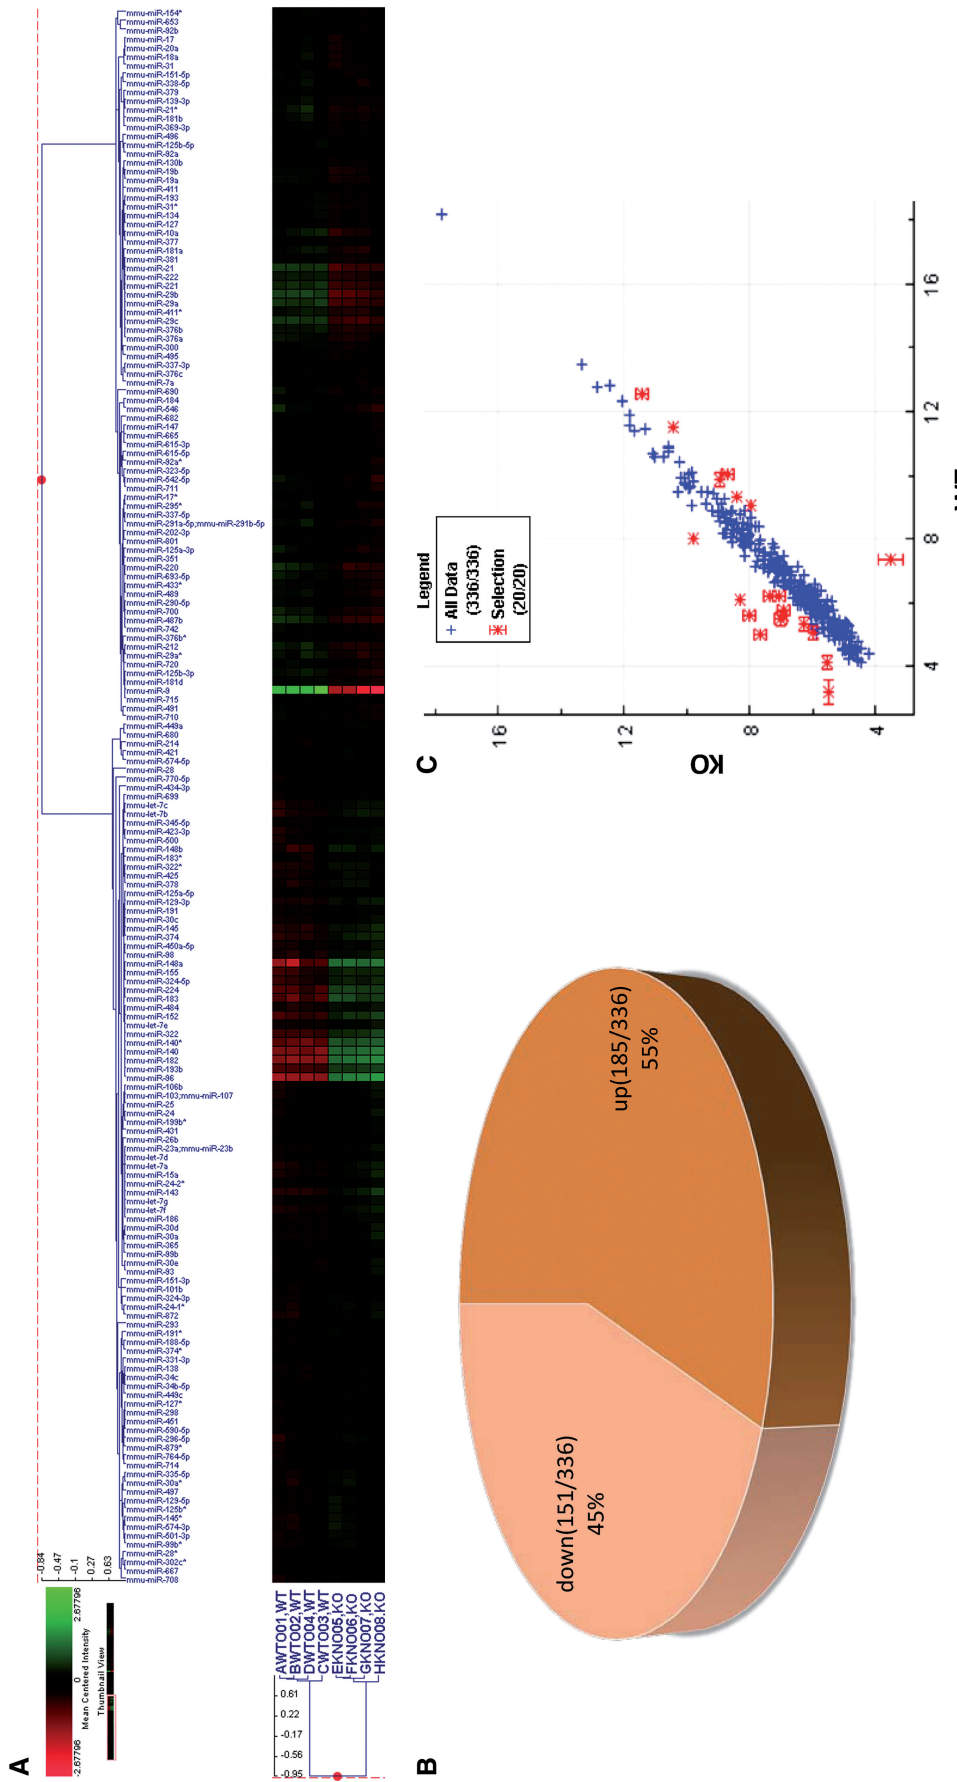 A
-2.67796
0
2.67796
Mean Centered Intensity
Thumbnail View
-0.84
-0.47
-0.1
0.27
0.63
mmu-miR-154*
mmu-miR-653
mmu-miR-92b
mmu-miR-17
mmu-miR-20a
mmu-miR-18a
mmu-miR-31
mmu-miR-151-5p
mmu-miR-338-5p
mmu-miR-379
mmu-miR-139-3p
mmu-miR-21*
mmu-miR-181b
mmu-miR-369-3p
mmu-miR-496
mmu-miR-125b-5p
mmu-miR-92a
mmu-miR-130b
mmu-miR-19b
mmu-miR-19a
mmu-miR-411
mmu-miR-193
mmu-miR-31*
mmu-miR-134
mmu-miR-127
mmu-miR-10a
mmu-miR-377
mmu-miR-181a
mmu-miR-381
mmu-miR-21
mmu-miR-222
mmu-miR-221
mmu-miR-29b
mmu-miR-29a
mmu-miR-411*
mmu-miR-29c
mmu-miR-376b
mmu-miR-376a
mmu-miR-300
mmu-miR-495
mmu-miR-337-3p
mmu-miR-376c
mmu-miR-7a
mmu-miR-690
mmu-miR-184
mmu-miR-546
mmu-miR-682
mmu-miR-147
mmu-miR-665
mmu-miR-615-3p
mmu-miR-615-5p
mmu-miR-92a*
mmu-miR-323-5p
mmu-miR-542-5p
mmu-miR-711
mmu-miR-17*
mmu-miR-295*
mmu-miR-337-5p
mmu-miR-291a-5p;mmu-miR-291b-5p
mmu-miR-202-3p
mmu-miR-801
mmu-miR-125a-3p
mmu-miR-351
mmu-miR-220
mmu-miR-693-5p
mmu-miR-433*
mmu-miR-489
mmu-miR-290-5p
mmu-miR-700
mmu-miR-487b
mmu-miR-742
mmu-miR-376b*
mmu-miR-212
mmu-miR-29a*
mmu-miR-720
mmu-miR-125b-3p
mmu-miR-181d
mmu-miR-9
mmu-miR-715
mmu-miR-491
mmu-miR-710
mmu-miR-449a
mmu-miR-680
mmu-miR-214
mmu-miR-421
mmu-miR-574-5p
mmu-miR-28
mmu-miR-770-5p
mmu-miR-434-3p
mmu-miR-699
mmu-let-7c
mmu-let-7b
mmu-miR-345-5p
mmu-miR-423-3p
mmu-miR-500
mmu-miR-148b
mmu-miR-183*
mmu-miR-322*
mmu-miR-425
mmu-miR-378
mmu-miR-125a-5p
mmu-miR-129-3p
mmu-miR-191
mmu-miR-30c
mmu-miR-145
mmu-miR-374
mmu-miR-450a-5p
mmu-miR-98
mmu-miR-148a
mmu-miR-155
mmu-miR-324-5p
mmu-miR-224
mmu-miR-183
mmu-miR-484
mmu-miR-152
mmu-let-7e
mmu-miR-322
mmu-miR-140*
mmu-miR-140
mmu-miR-182
mmu-miR-193b
mmu-miR-96
mmu-miR-106b
mmu-miR-103;mmu-miR-107
mmu-miR-25
mmu-miR-24
mmu-miR-199b*
mmu-miR-431
mmu-miR-26b
mmu-miR-23a;mmu-miR-23b
mmu-let-7d
mmu-let-7a
mmu-miR-15a
mmu-miR-24-2*
mmu-miR-143
mmu-let-7g
mmu-let-7f
mmu-miR-186
mmu-miR-30d
mmu-miR-30a
mmu-miR-365
mmu-miR-99b
mmu-miR-30e
mmu-miR-93
mmu-miR-151-3p
mmu-miR-101b
mmu-miR-324-3p
mmu-miR-24-1*
mmu-miR-872
mmu-miR-293
mmu-miR-191*
mmu-miR-188-5p
mmu-miR-374*
mmu-miR-331-3p
mmu-miR-138
mmu-miR-34c
mmu-miR-34b-5p
mmu-miR-449c
mmu-miR-127*
mmu-miR-298
mmu-miR-451
mmu-miR-590-5p
mmu-miR-296-5p
mmu-miR-879*
mmu-miR-764-5p
mmu-miR-714
mmu-miR-335-5p
mmu-miR-30a*
mmu-miR-497
mmu-miR-129-5p
mmu-miR-125b*
mmu-miR-145*
mmu-miR-574-3p
mmu-miR-501-3p
mmu-miR-99b*
mmu-miR-28*
mmu-miR-302c*
mmu-miR-667
mmu-miR-708
AWT001,WT
BWT002,WT
DWT004,WT
CWT003,WT
EKN005,KO
FKN006,KO
GKN007,KO
HKN008,KO
0.61
0.22
-0.17
-0.56
-0.95
B
down(151/336)
45%
up(185/336)
55%
C
Legend
All Data
(336/336)
Selection
(20/20)
KO
16
12
8
4
4
8
12
16